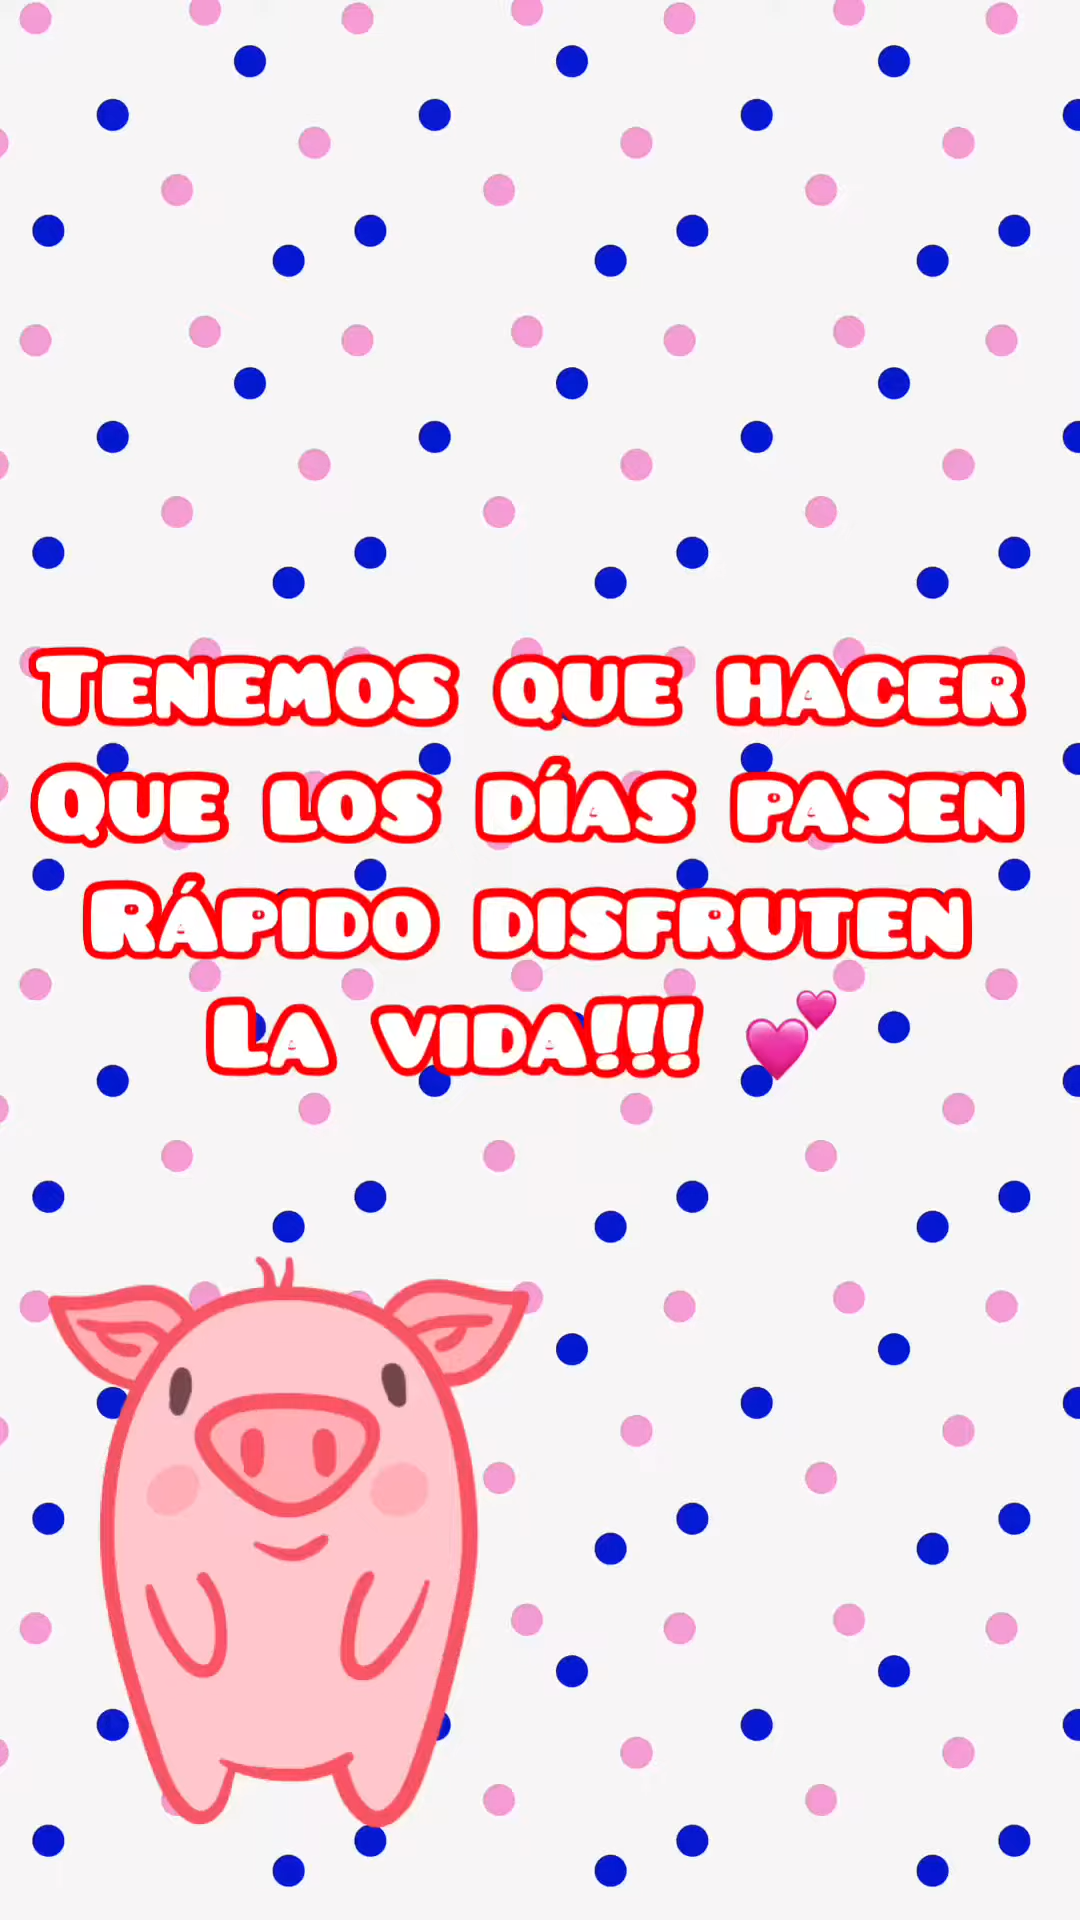 Tenemos que hacer
Que los días pasen
Rápido disfruten
La vida!!! 💕